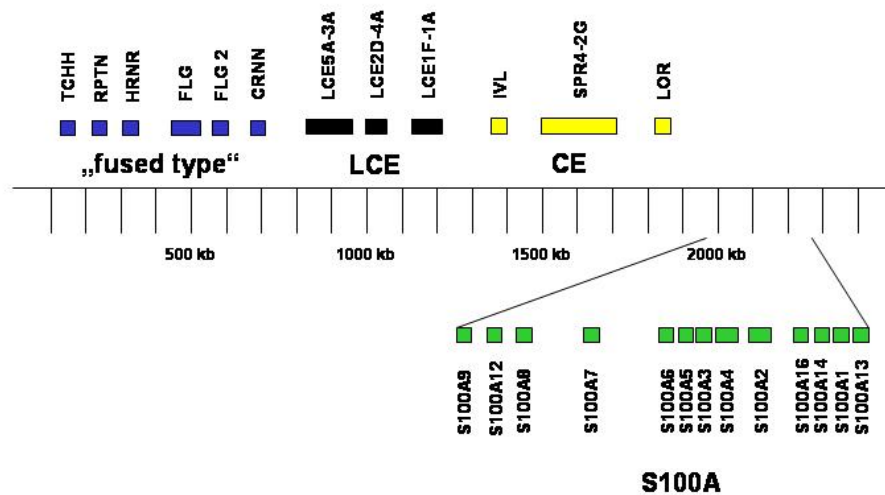 TCHH RPTN HRNR FLG FLG 2 CRNN LCE5A-3A LCE2D-4A LCE1F-1A IVL SPR4-2G LOR
„fused type“ LCE CE
500 kb 1000 kb 1500 kb 2000 kb
S100A9 S100A12 S100A8 S100A7 S100A6 S100A5 S100A3 S100A4 S100A2 S100A16 S100A14 S100A1 S100A13
S100A